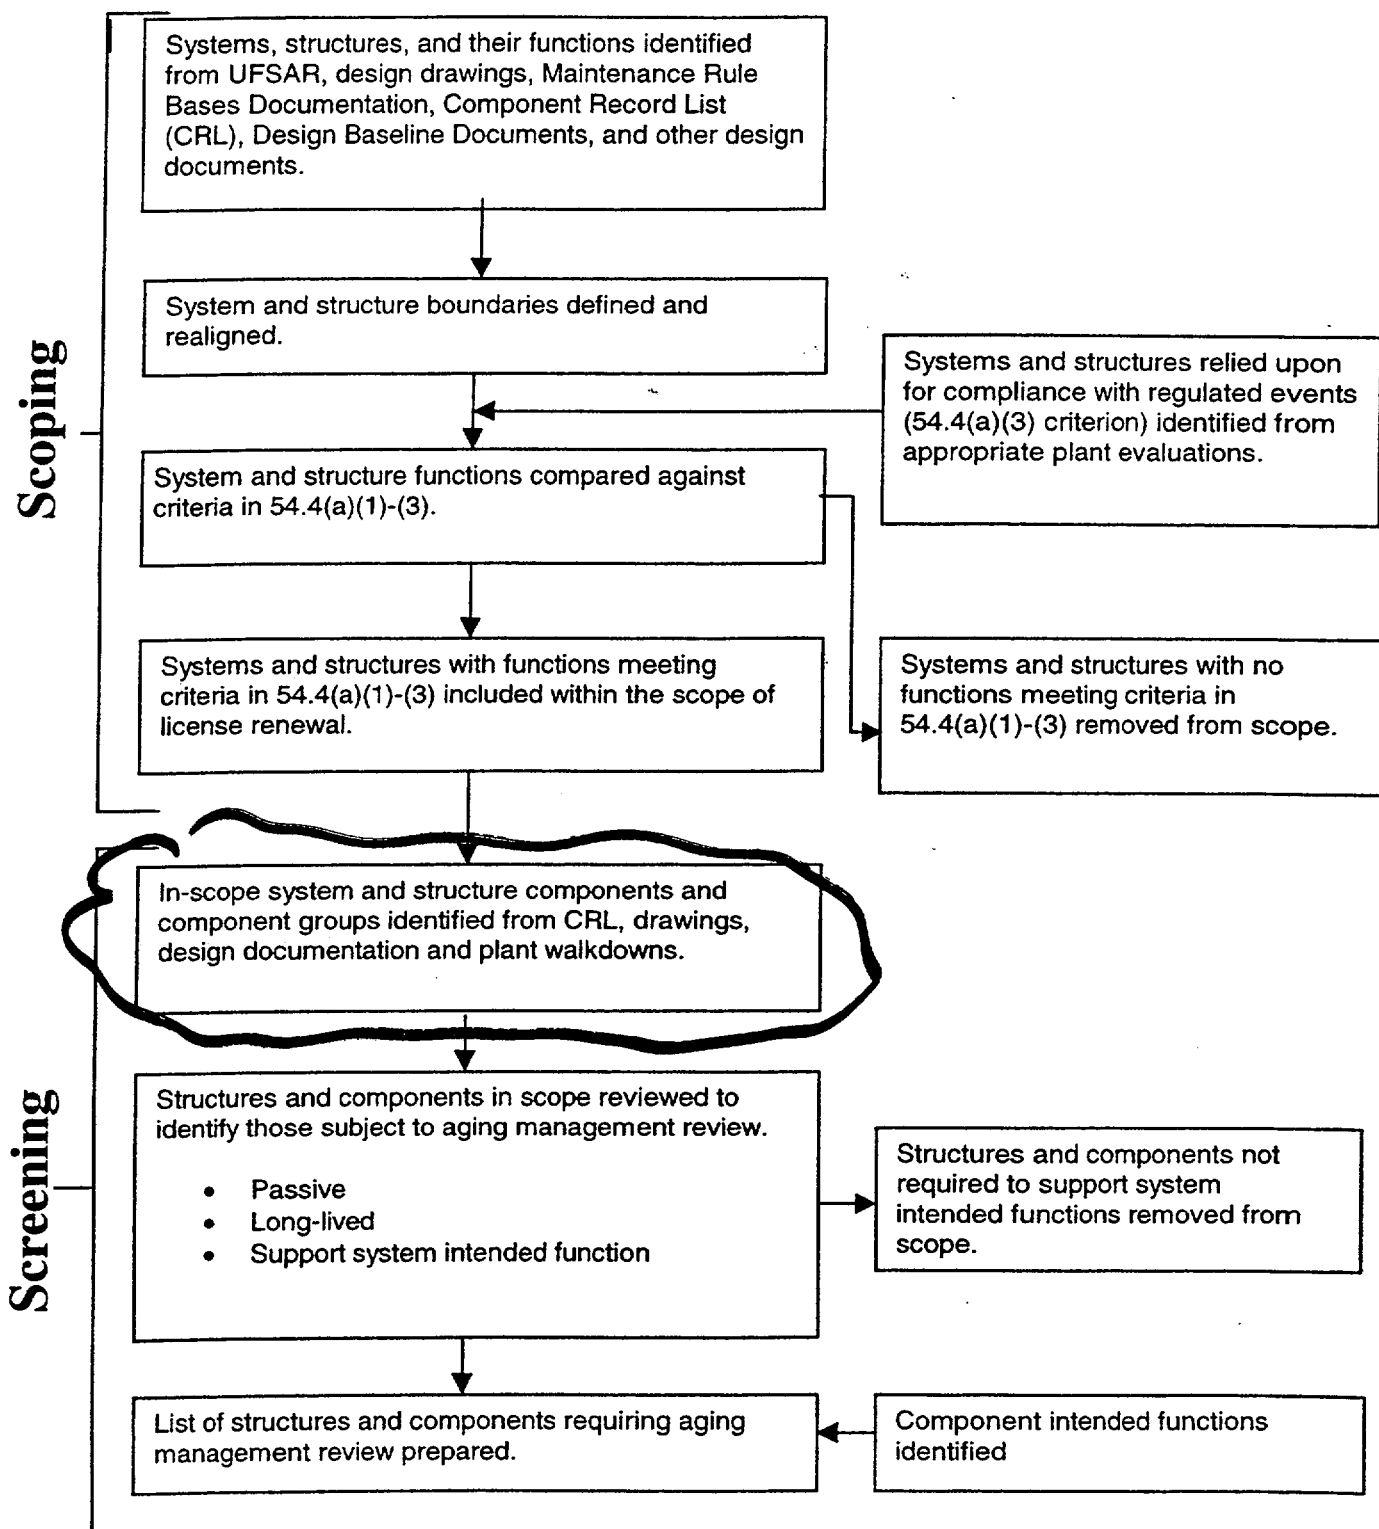 Scoping
Systems, structures, and their functions identified
from UFSAR, design drawings, Maintenance Rule
Bases Documentation, Component Record List
(CRL), Design Baseline Documents, and other design
documents.
System and structure boundaries defined and
realigned.
Systems and structures relied upon
for compliance with regulated events
(54.4(a)(3) criterion) identified from
appropriate plant evaluations.
System and structure functions compared against
criteria in 54.4(a)(1)-(3).
Systems and structures with functions meeting
criteria in 54.4(a)(1)-(3) included within the scope of
license renewal.
Systems and structures with no
functions meeting criteria in
54.4(a)(1)-(3) removed from scope.
Screening
In-scope system and structure components and
component groups identified from CRL, drawings,
design documentation and plant walkdowns.
Structures and components in scope reviewed to
identify those subject to aging management review.
• Passive
• Long-lived
• Support system intended function
Structures and components not
required to support system
intended functions removed from
scope.
List of structures and components requiring aging
management review prepared.
Component intended functions
identified